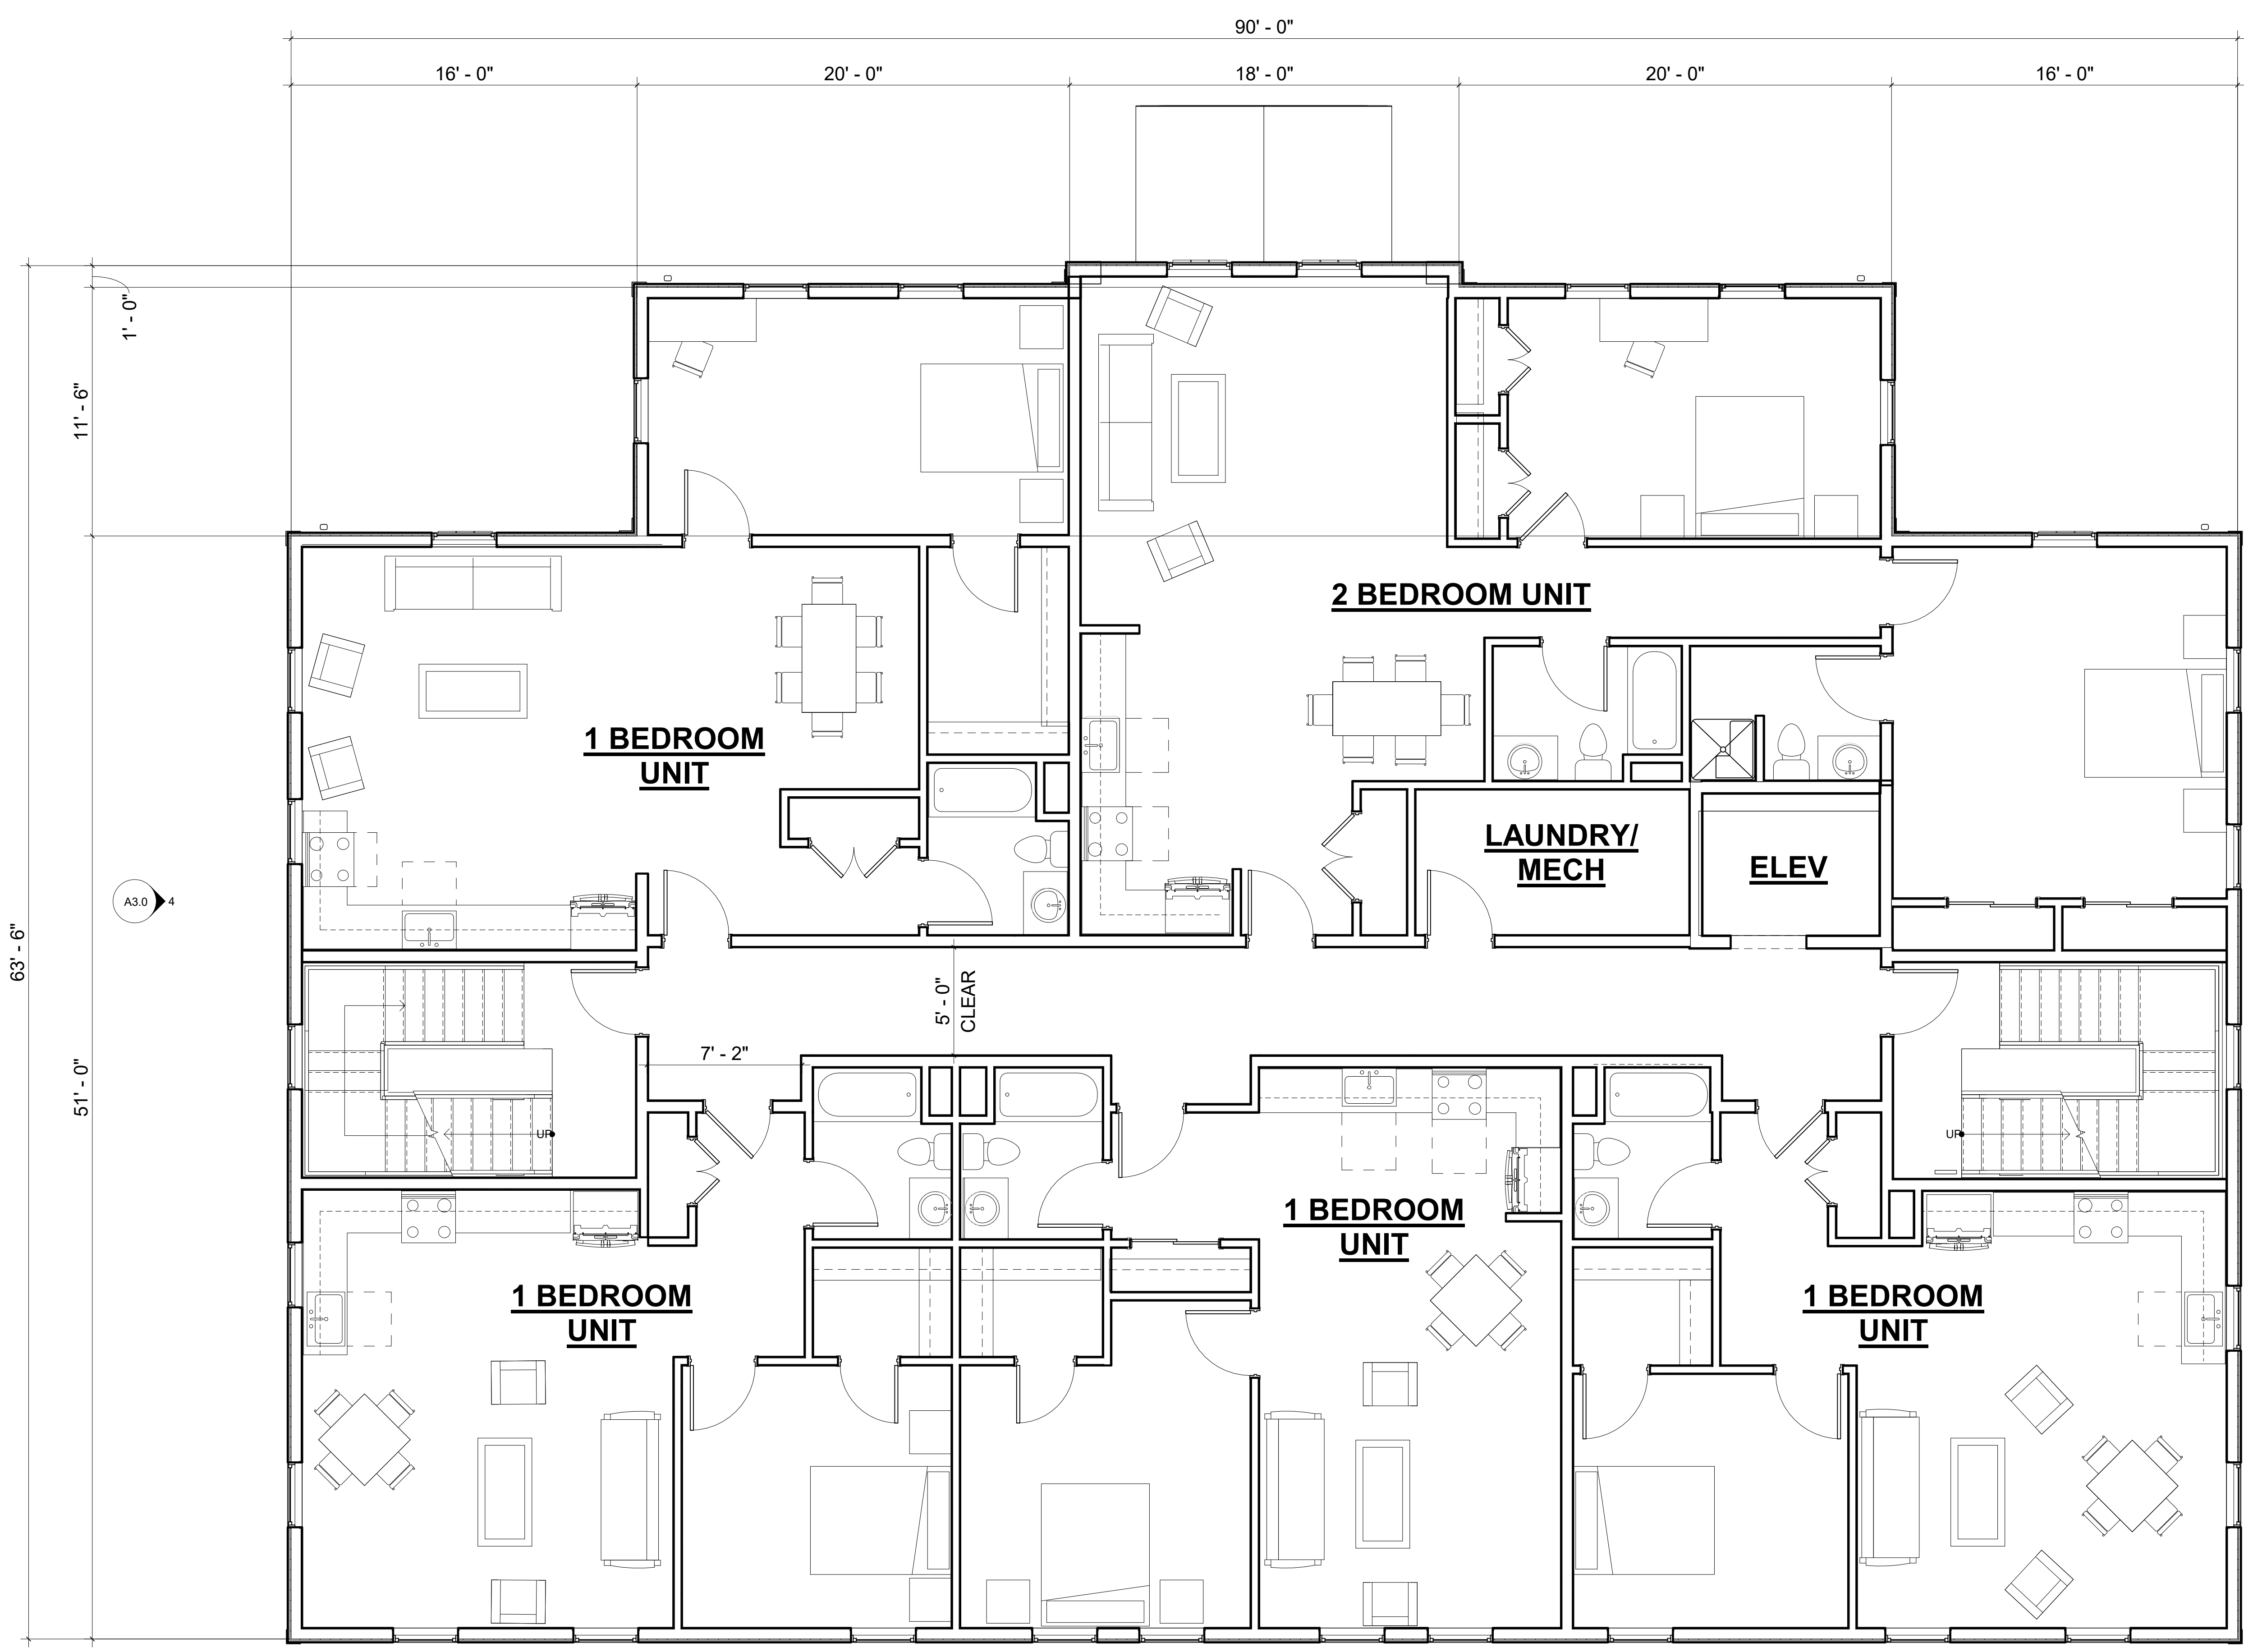 90' - 0"
16' - 0"
20' - 0"
18' - 0"
20' - 0"
16' - 0"
1' - 0"
11' - 6"
63' - 6"
51' - 0"
A3.0
4
2 BEDROOM UNIT
1 BEDROOM
UNIT
LAUNDRY/
MECH
ELEV
5' - 0"
CLEAR
7' - 2"
UP
UP
1 BEDROOM
UNIT
1 BEDROOM
UNIT
1 BEDROOM
UNIT